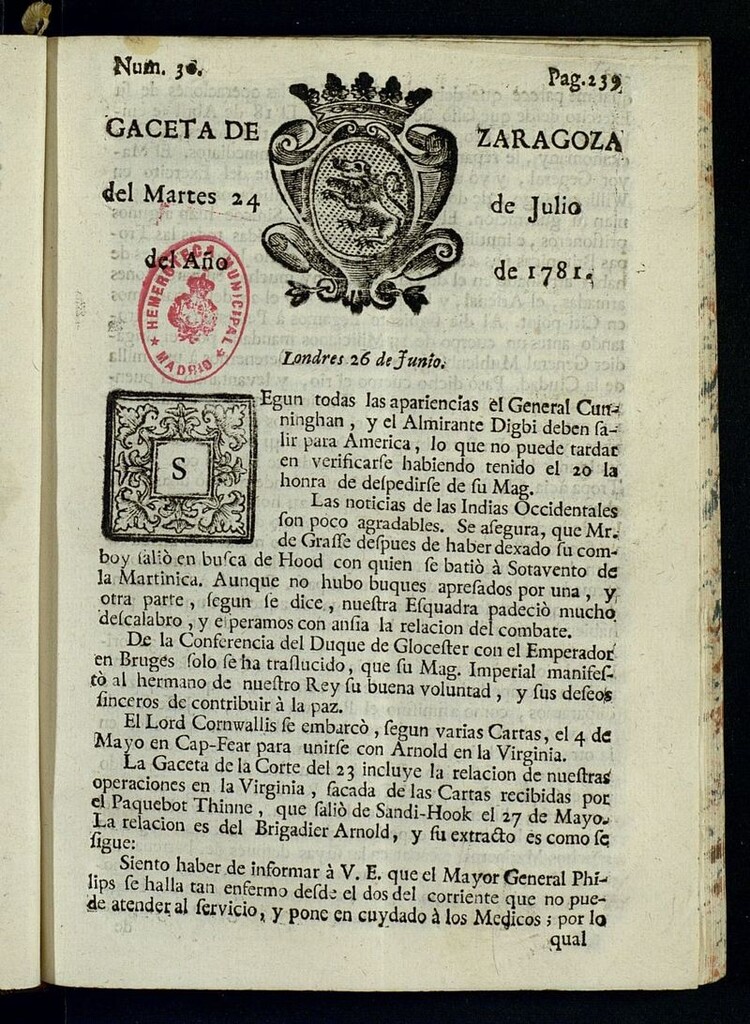 Num. 30.
Pag.239
GACETA DE ZARAGOZA
del Martes 24 de Julio
del Año de 1781.
HEMEROTECA MUNICIPAL
★ MADRID ★
Londres 26 de Junio.
SEgun todas las apariencias el General Cun-
ninghan, y el Almirante Digbi deben ſa-
lir para America, lo que no puede tardar
en verificarſe habiendo tenido el 20 la
honra de deſpedirſe de ſu Mag.
Las noticias de las Indias Occidentales
ſon poco agradables. Se aſegura, que Mr.
de Graſſe deſpues de haber dexado ſu com-
boy ſaliò en buſca de Hood con quien ſe batiò à Sotavento de
la Martinica. Aunque no hubo buques apreſados por una, y
otra parte, ſegun ſe dice, nueſtra Eſquadra padeciò mucho
deſcalabro, y eſperamos con anſia la relacion del combate.
De la Conferencia del Duque de Gloceſter con el Emperador
en Bruges ſolo ſe ha traſlucido, que ſu Mag. Imperial manifeſ-
tò al hermano de nueſtro Rey ſu buena voluntad, y ſus deſeos
ſinceros de contribuir à la paz.
El Lord Cornwallis ſe embarcò, ſegun varias Cartas, el 4 de
Mayo en Cap-Fear para unirſe con Arnold en la Virginia.
La Gaceta de la Corte del 23 incluye la relacion de nueſtras
operaciones en la Virginia, ſacada de las Cartas recibidas por
el Paquebot Thinne, que ſaliò de Sandi-Hook el 27 de Mayo.
La relacion es del Brigadier Arnold, y ſu extracto es como ſe
ſigue:
Siento haber de informar à V. E. que el Mayor General Phi-
lips ſe halla tan enfermo deſde el dos del corriente que no pue-
de atender al ſervicio, y pone en cuydado à los Medicos; por lo
qual